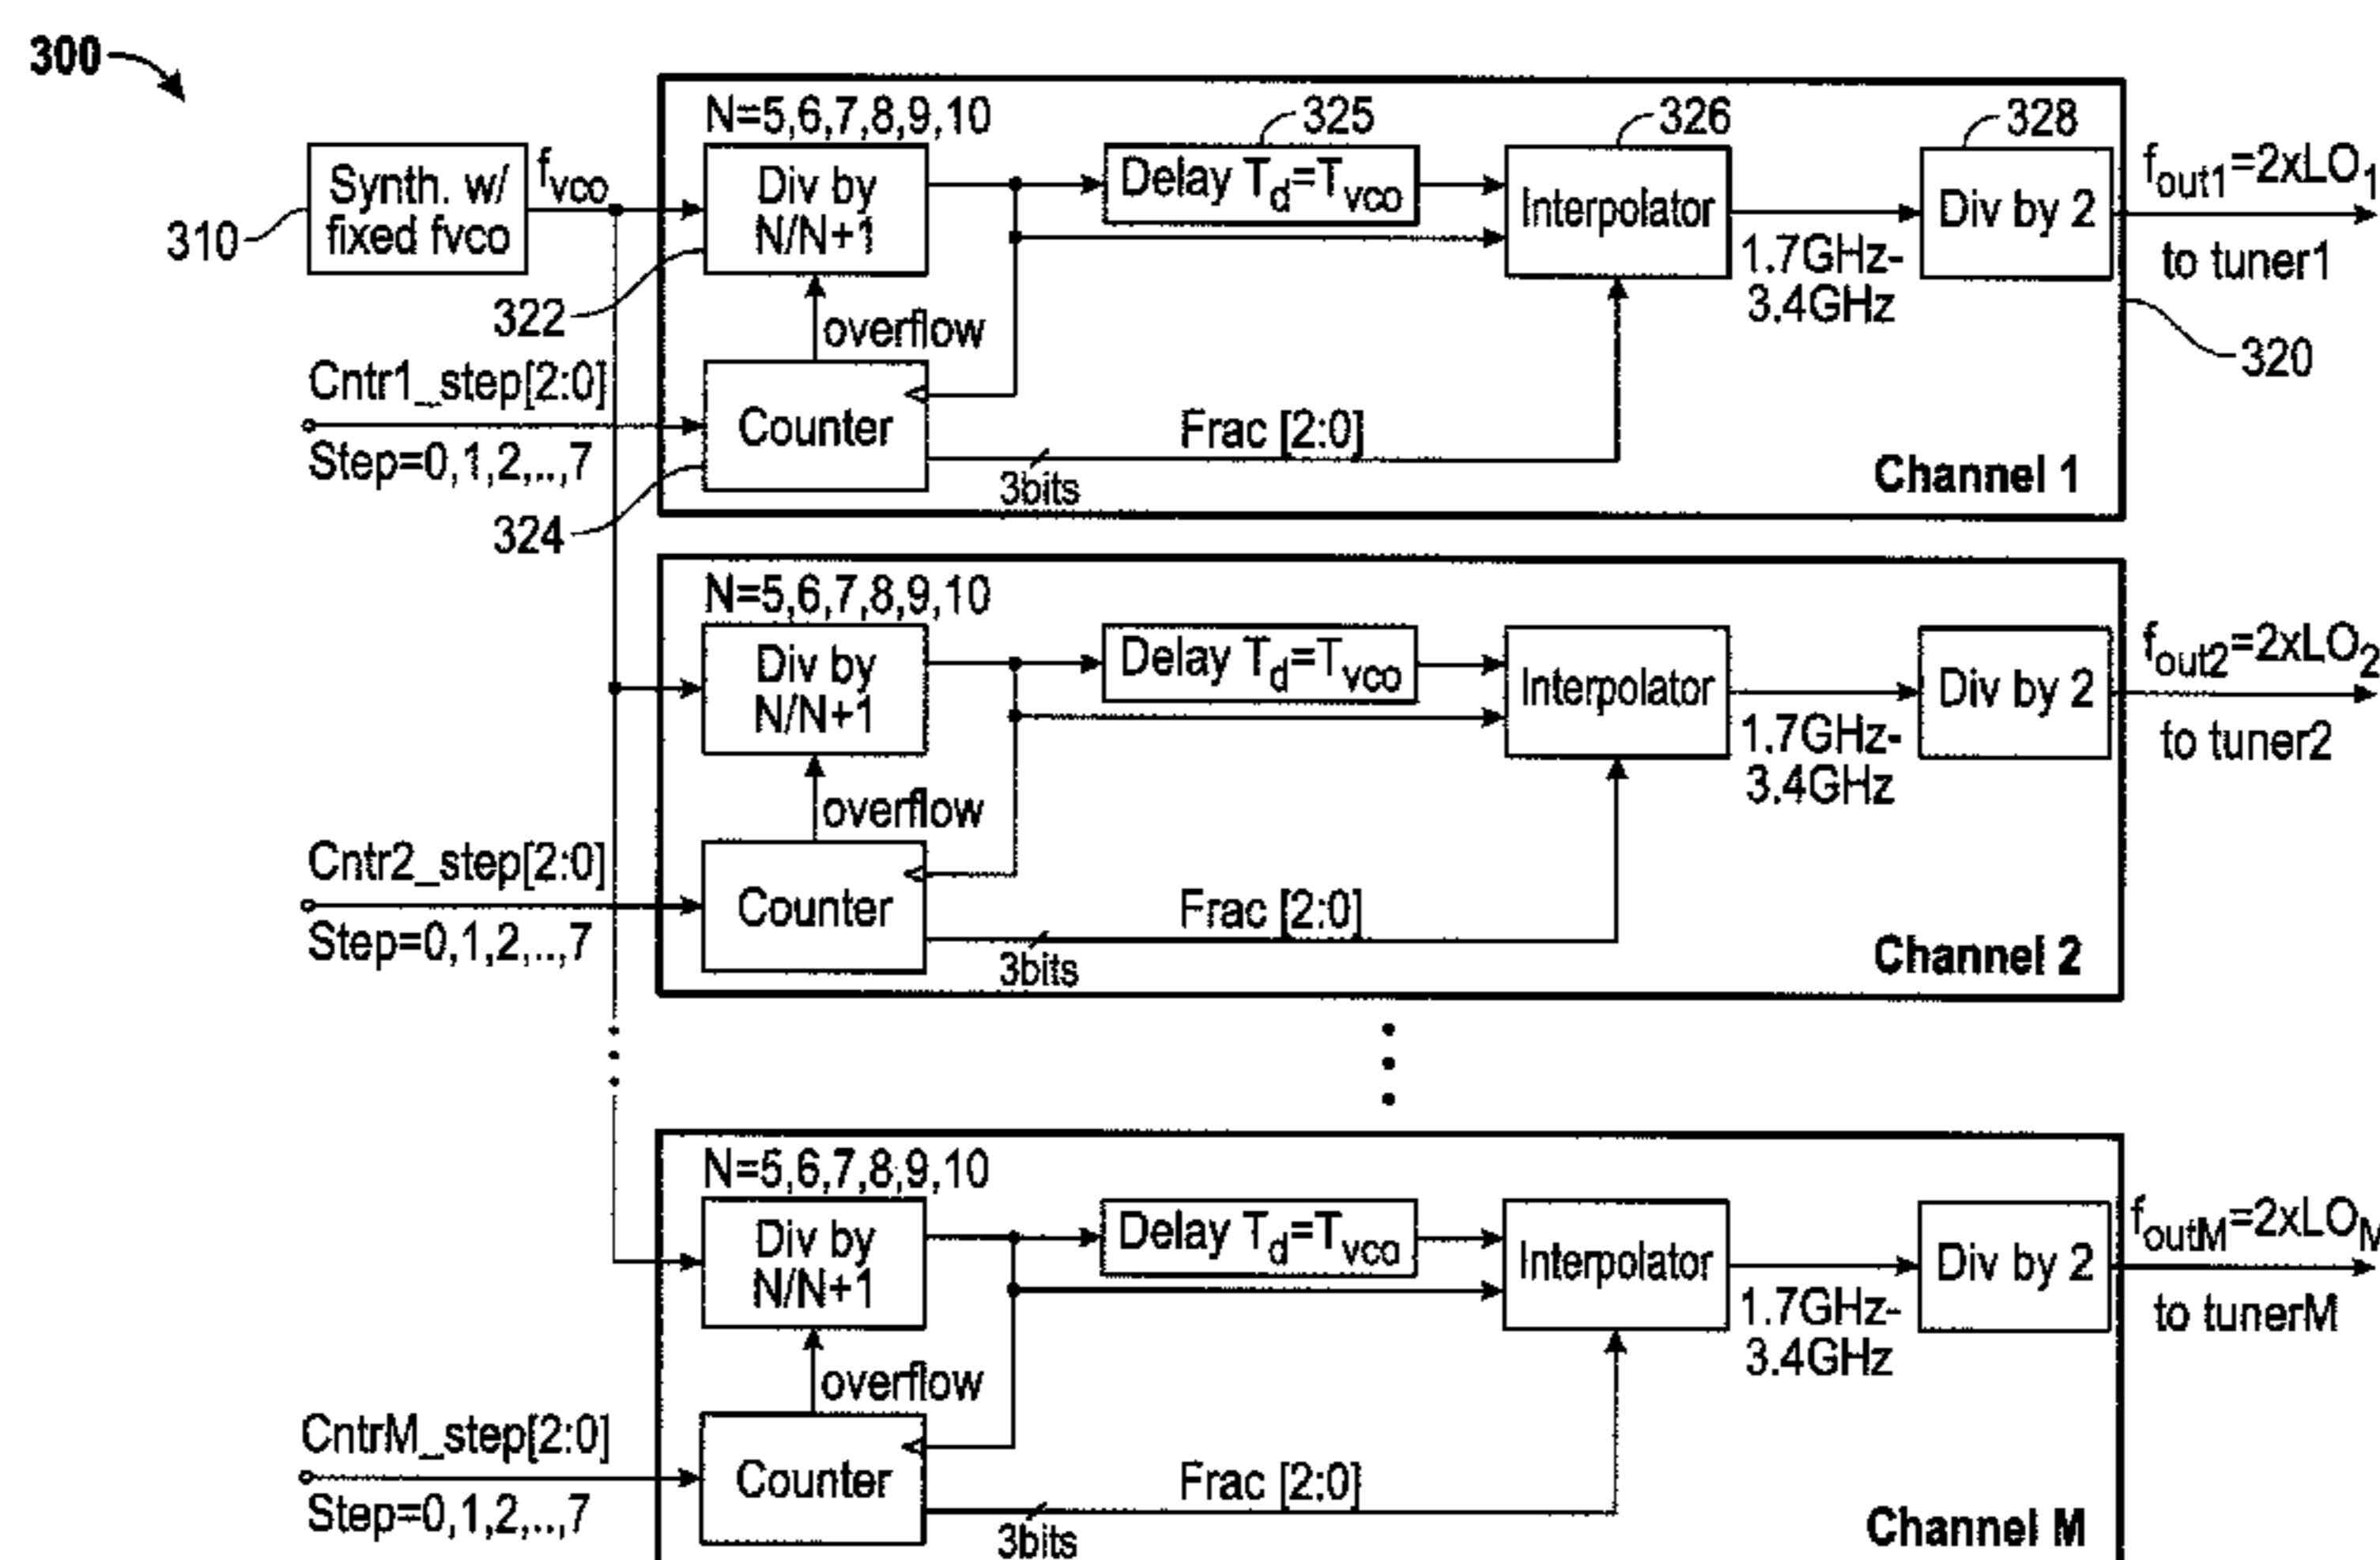 300
N=5,6,7,8,9,10
325
326
328
310
Synth. w/
fixed fvco
fvco
Div by
N/N+1
Delay Td=Tvco
Interpolator
1.7GHz-
3.4GHz
Div by 2
fout1=2xLO1
to tuner1
322
overflow
320
Cntr1_step[2:0]
Step=0,1,2,..,7
Counter
Frac [2:0]
3bits
324
Channel 1
N=5,6,7,8,9,10
Div by
N/N+1
Delay Td=Tvco
Interpolator
1.7GHz-
3.4GHz
Div by 2
fout2=2xLO2
to tuner2
overflow
Cntr2_step[2:0]
Step=0,1,2,..,7
Counter
Frac [2:0]
3bits
Channel 2
N=5,6,7,8,9,10
Div by
N/N+1
Delay Td=Tvco
Interpolator
1.7GHz-
3.4GHz
Div by 2
foutM=2xLOM
to tunerM
overflow
CntrM_step[2:0]
Step=0,1,2,..,7
Counter
Frac [2:0]
3bits
Channel M